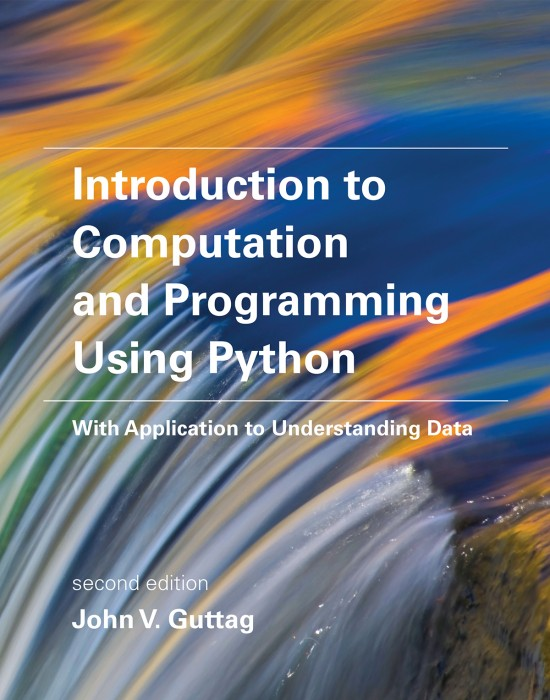 Introduction to
Computation
and Programming
Using Python
With Application to Understanding Data
second edition
John V. Guttag